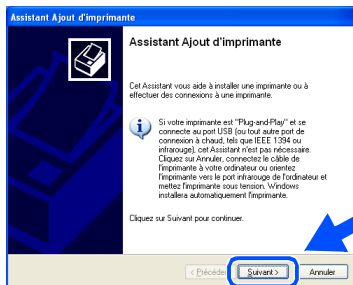 Assistant Ajout d'imprimante
Assistant Ajout d'imprimante
Cet Assistant vous aide à installer une imprimante ou à
effectuer des connexions à une imprimante.
Si votre imprimante est "Plug-and-Play" et se
connecte au port USB (ou tout autre port de
connexion à chaud, tels que IEEE 1394 ou
infrarouge), cet Assistant n'est pas nécessaire.
Cliquez sur Annuler, connectez le câble de
l'imprimante à votre ordinateur ou orientez
l'imprimante vers le port infrarouge de l'ordinateur et
mettez l'imprimante sous tension. Windows
installera automatiquement l'imprimante.
Cliquez sur Suivant pour continuer.
< Précéde Suivant > Annuler